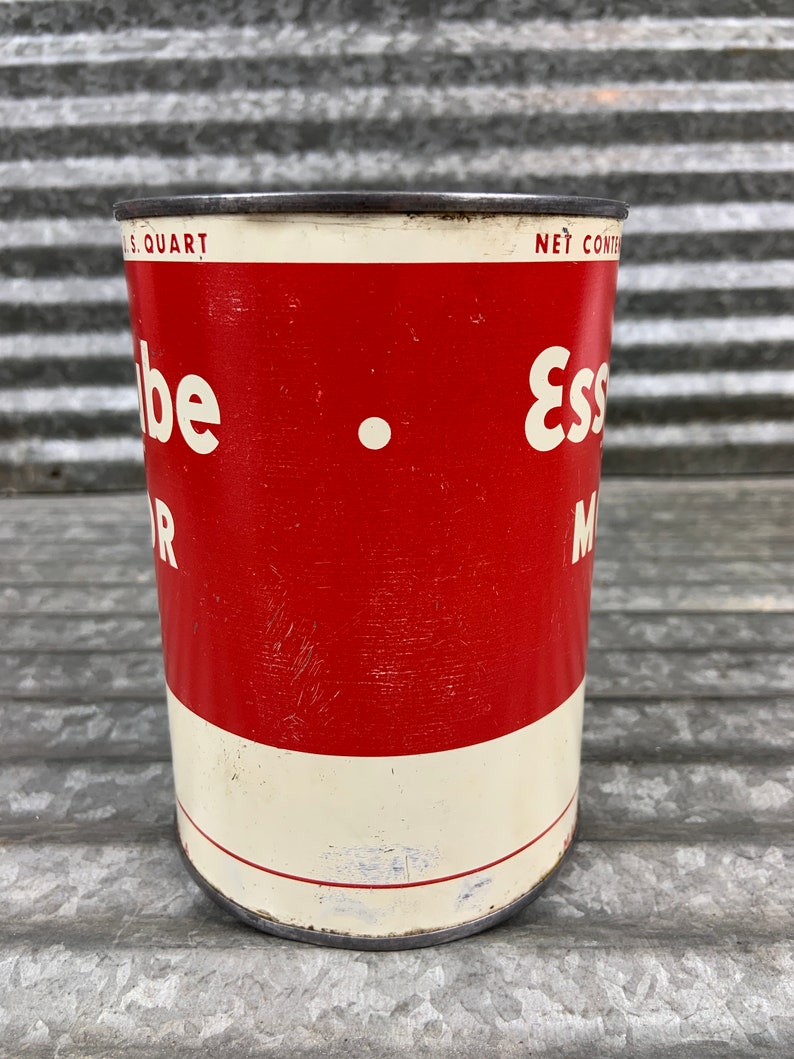 U.S. QUART
NET CONTE
ube
Ess
OR
M